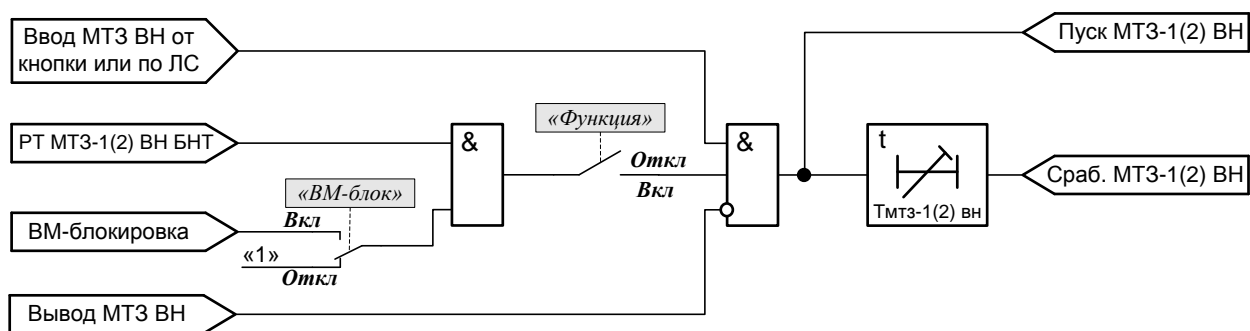 Ввод МТЗ ВН от
кнопки или по ЛС
Пуск МТЗ-1(2) ВН
«Функция»
РТ МТЗ-1(2) ВН БНТ
&
Откл
Вкл
&
t
Тмтз-1(2) вн
Сраб. МТЗ-1(2) ВН
«ВМ-блок»
Вкл
ВМ-блокировка
«1»
Откл
Вывод МТЗ ВН